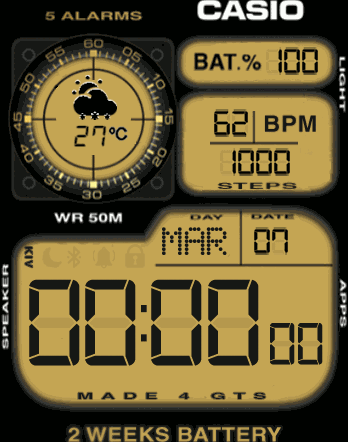 5 ALARMS
CASIO
LIGHT
BAT.% 100
60
55 05
50 10
45 15
40 20
35 25
30
27°C
62 BPM
1000
STEPS
WR 50M
DAY DATE
MAR 07
KIV
SPEAKER
APPS
00:00 00
MADE 4 GTS
2 WEEKS BATTERY